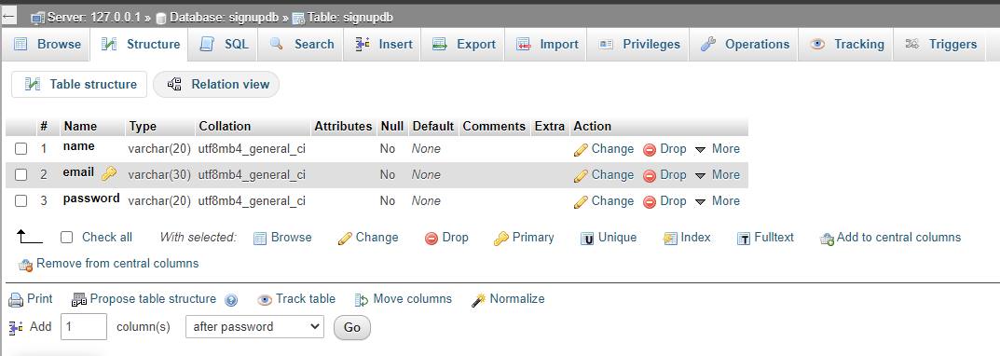 Server: 127.0.0.1 » Database: signupdb » Table: signupdb
Browse Structure SQL Search Insert Export Import Privileges Operations Tracking Triggers
Table structure Relation view
# Name Type Collation Attributes Null Default Comments Extra Action
1 name varchar(20) utf8mb4_general_ci No None Change Drop More
2 email varchar(30) utf8mb4_general_ci No None Change Drop More
3 password varchar(20) utf8mb4_general_ci No None Change Drop More
Check all With selected: Browse Change Drop Primary Unique Index Fulltext Add to central columns
Remove from central columns
Print Propose table structure Track table Move columns Normalize
Add 1 column(s) after password Go